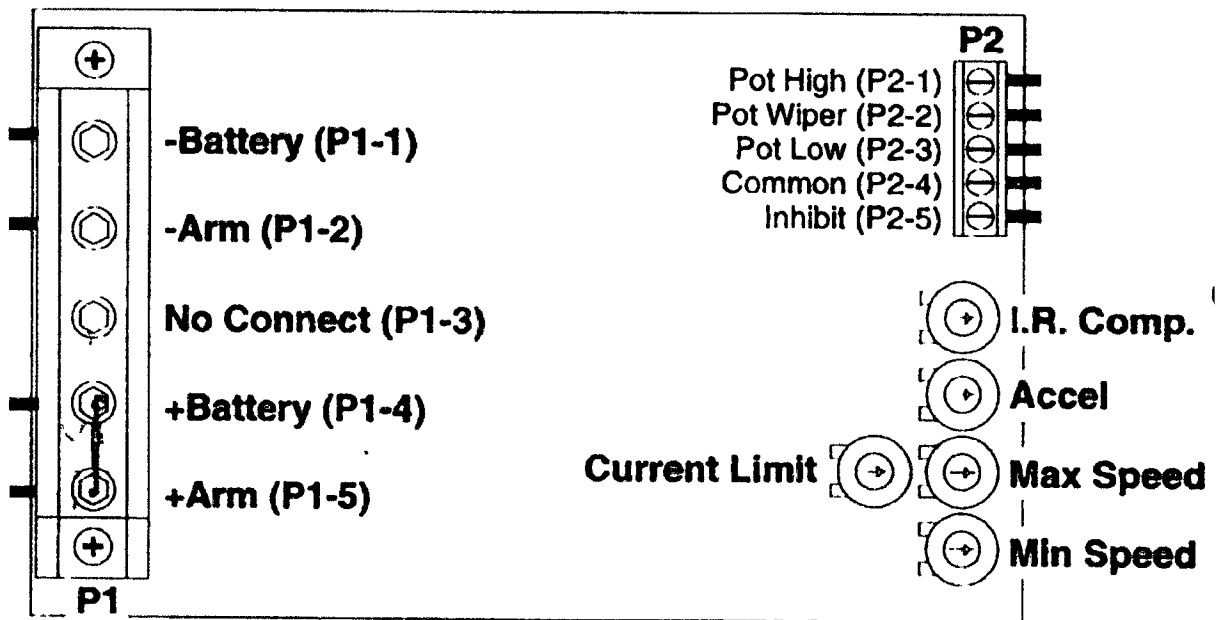 P2
Pot High (P2-1)
Pot Wiper (P2-2)
Pot Low (P2-3)
Common (P2-4)
Inhibit (P2-5)
-Battery (P1-1)
-Arm (P1-2)
No Connect (P1-3)
+Battery (P1-4)
+Arm (P1-5)
P1
I.R. Comp.
Accel
Current Limit
Max Speed
Min Speed